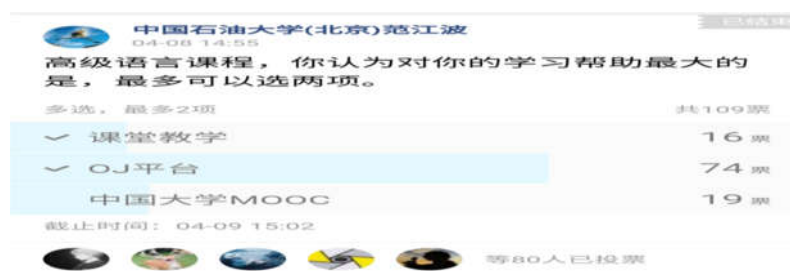 中国石油大学(北京)范江波
已结束
04-08 14:55
高级语言课程，你认为对你的学习帮助最大的
是，最多可以选两项。
多选，最多2项
共109票
课堂教学
16票
OJ平台
74票
中国大学MOOC
19票
截止时间：04-09 15:02
等80人已投票